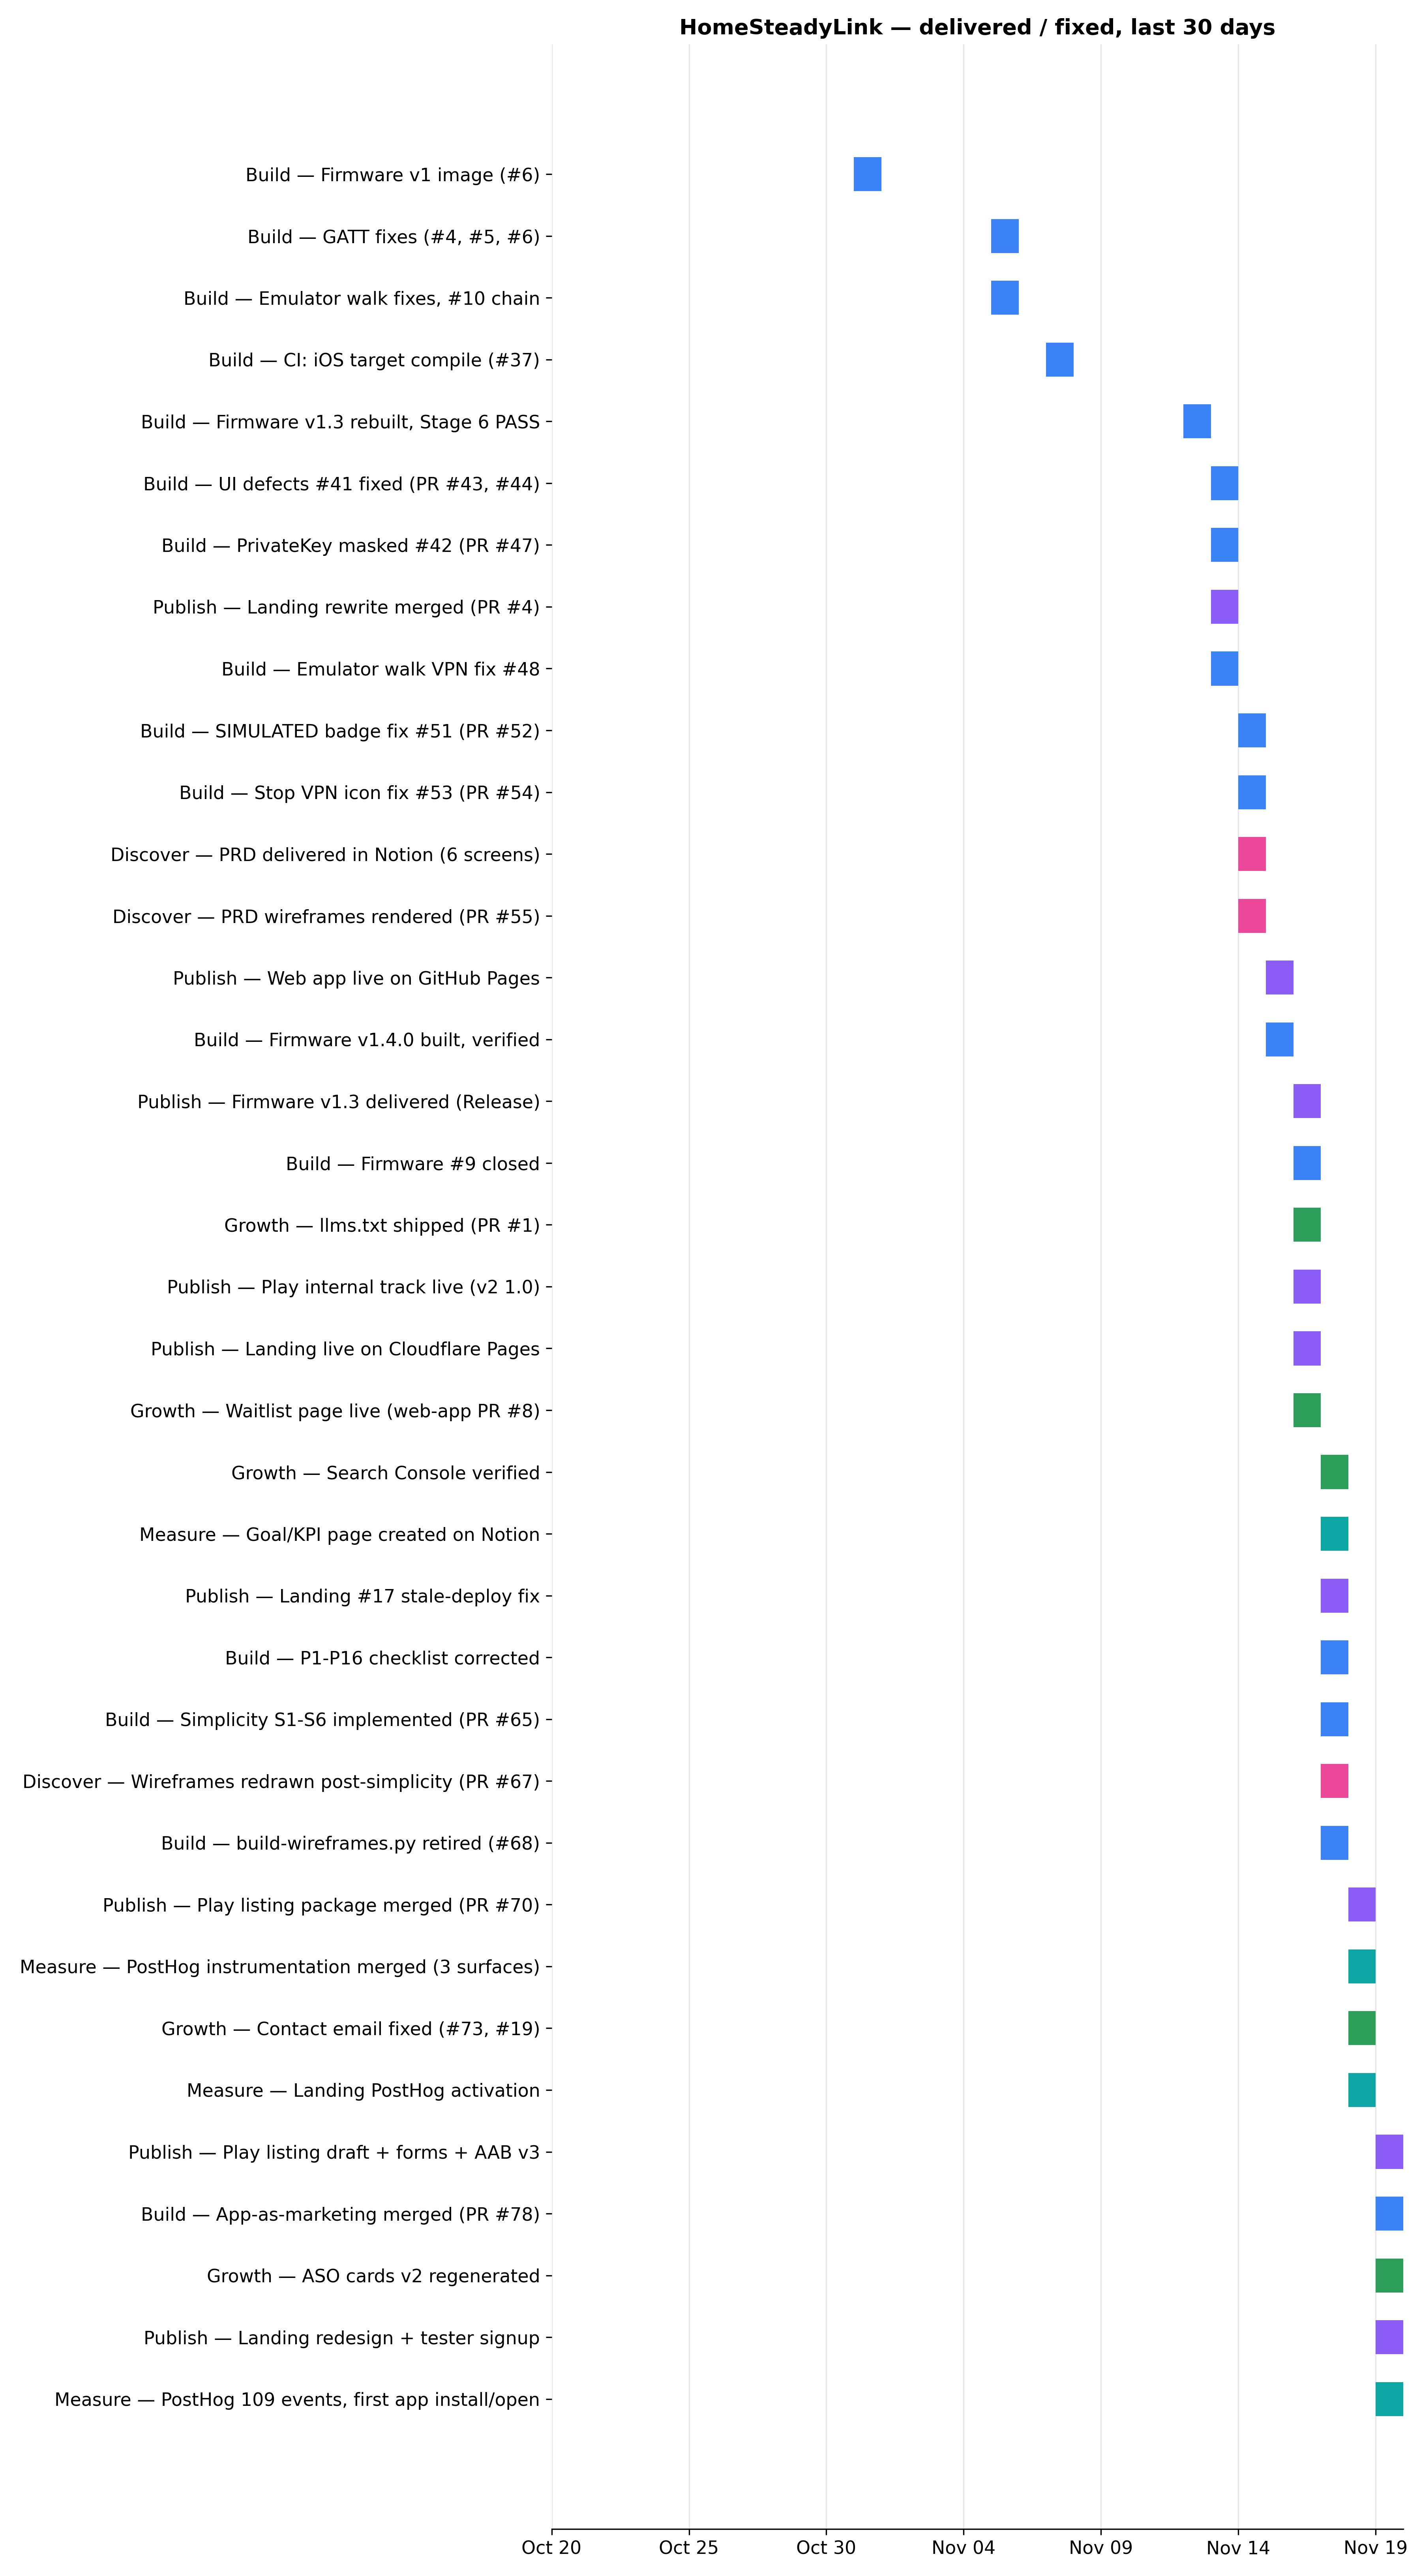 HomeSteadyLink — delivered / fixed, last 30 days
Build — Firmware v1 image (#6)
Build — GATT fixes (#4, #5, #6)
Build — Emulator walk fixes, #10 chain
Build — CI: iOS target compile (#37)
Build — Firmware v1.3 rebuilt, Stage 6 PASS
Build — UI defects #41 fixed (PR #43, #44)
Build — PrivateKey masked #42 (PR #47)
Publish — Landing rewrite merged (PR #4)
Build — Emulator walk VPN fix #48
Build — SIMULATED badge fix #51 (PR #52)
Build — Stop VPN icon fix #53 (PR #54)
Discover — PRD delivered in Notion (6 screens)
Discover — PRD wireframes rendered (PR #55)
Publish — Web app live on GitHub Pages
Build — Firmware v1.4.0 built, verified
Publish — Firmware v1.3 delivered (Release)
Build — Firmware #9 closed
Growth — llms.txt shipped (PR #1)
Publish — Play internal track live (v2 1.0)
Publish — Landing live on Cloudflare Pages
Growth — Waitlist page live (web-app PR #8)
Growth — Search Console verified
Measure — Goal/KPI page created on Notion
Publish — Landing #17 stale-deploy fix
Build — P1-P16 checklist corrected
Build — Simplicity S1-S6 implemented (PR #65)
Discover — Wireframes redrawn post-simplicity (PR #67)
Build — build-wireframes.py retired (#68)
Publish — Play listing package merged (PR #70)
Measure — PostHog instrumentation merged (3 surfaces)
Growth — Contact email fixed (#73, #19)
Measure — Landing PostHog activation
Publish — Play listing draft + forms + AAB v3
Build — App-as-marketing merged (PR #78)
Growth — ASO cards v2 regenerated
Publish — Landing redesign + tester signup
Measure — PostHog 109 events, first app install/open
Oct 20 Oct 25 Oct 30 Nov 04 Nov 09 Nov 14 Nov 19